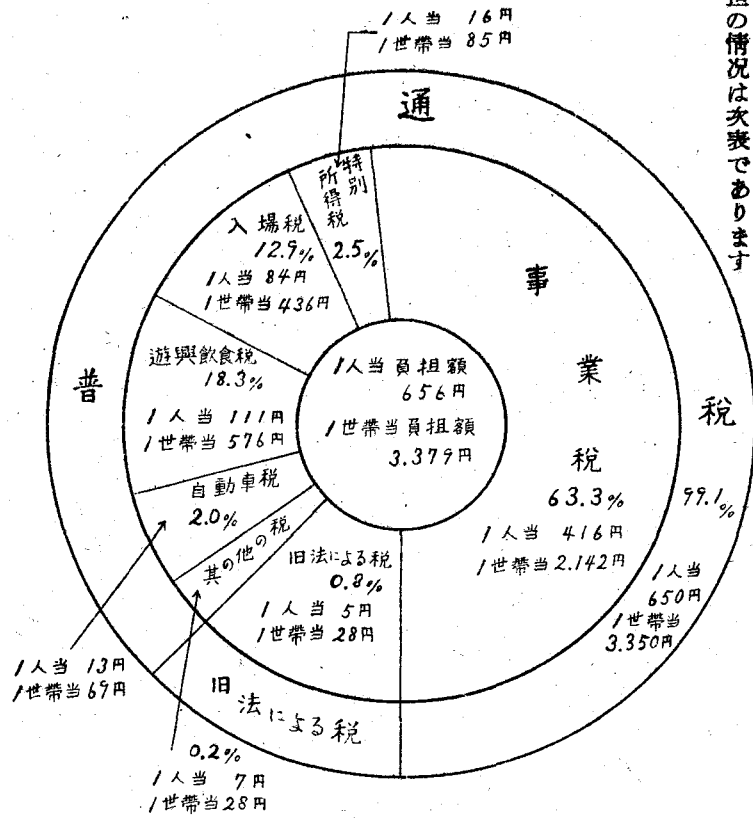 担の情況は次表であります
1人当 16円
1世帯当 85円
普通税
99.1%
1人当
650円
1世帯当
3.350円
特別
所得税
2.5%
事業税
63.3%
1人当 416円
1世帯当 2.142円
入場税
12.9%
1人当 84円
1世帯当 436円
遊興飲食税
18.3%
1人当 111円
1世帯当 576円
自動車税
2.0%
其の他の税
旧法による税
0.8%
1人当 5円
1世帯当 28円
1人当負担額
656円
1世帯当負担額
3.379円
1人当 13円
1世帯当 69円
旧法による税
0.2%
1人当 7円
1世帯当 28円